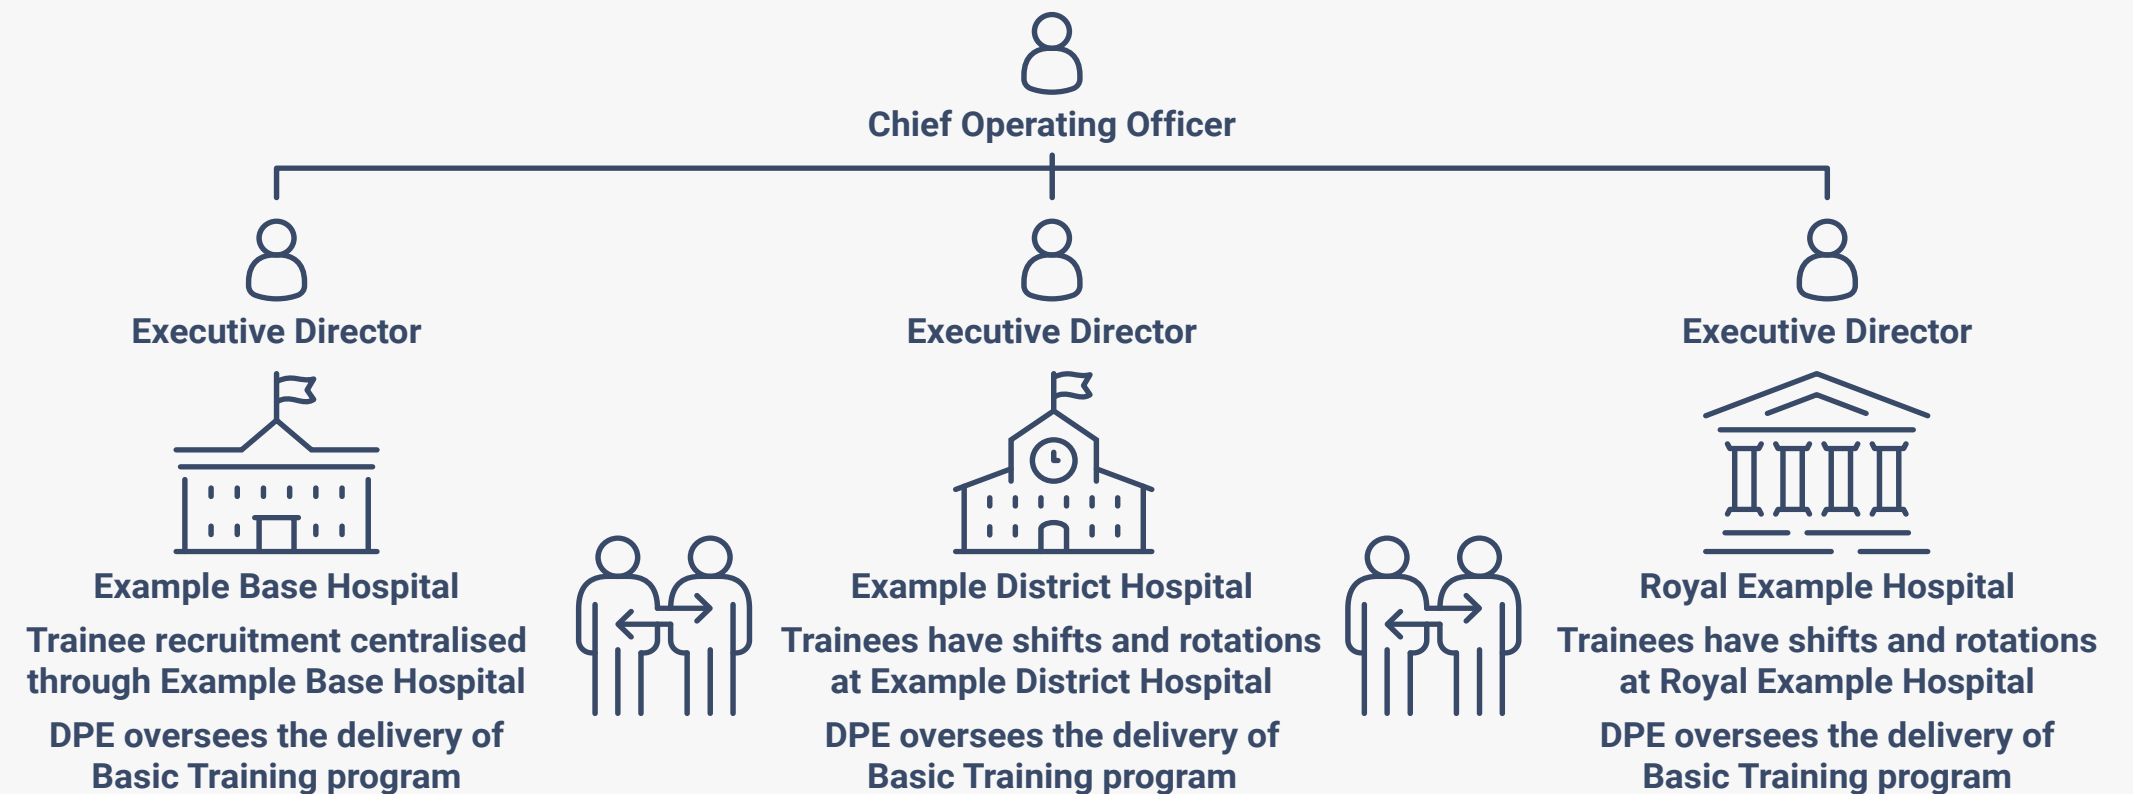 Chief Operating Officer
Executive Director
Executive Director
Executive Director
Example Base Hospital
Trainee recruitment centralised
through Example Base Hospital
DPE oversees the delivery of
Basic Training program
Example District Hospital
Trainees have shifts and rotations
at Example District Hospital
DPE oversees the delivery of
Basic Training program
Royal Example Hospital
Trainees have shifts and rotations
at Royal Example Hospital
DPE oversees the delivery of
Basic Training program